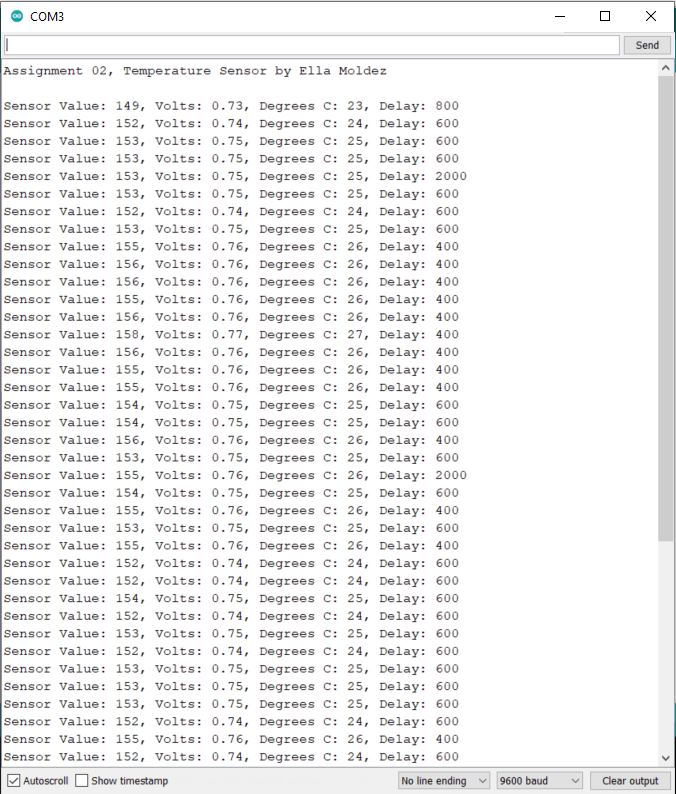 COM3
Send
Assignment 02, Temperature Sensor by Ella Moldez
Sensor Value: 149, Volts: 0.73, Degrees C: 23, Delay: 800
Sensor Value: 152, Volts: 0.74, Degrees C: 24, Delay: 600
Sensor Value: 153, Volts: 0.75, Degrees C: 25, Delay: 600
Sensor Value: 153, Volts: 0.75, Degrees C: 25, Delay: 600
Sensor Value: 153, Volts: 0.75, Degrees C: 25, Delay: 2000
Sensor Value: 153, Volts: 0.75, Degrees C: 25, Delay: 600
Sensor Value: 152, Volts: 0.74, Degrees C: 24, Delay: 600
Sensor Value: 153, Volts: 0.75, Degrees C: 25, Delay: 600
Sensor Value: 155, Volts: 0.76, Degrees C: 26, Delay: 400
Sensor Value: 156, Volts: 0.76, Degrees C: 26, Delay: 400
Sensor Value: 156, Volts: 0.76, Degrees C: 26, Delay: 400
Sensor Value: 155, Volts: 0.76, Degrees C: 26, Delay: 400
Sensor Value: 156, Volts: 0.76, Degrees C: 26, Delay: 400
Sensor Value: 158, Volts: 0.77, Degrees C: 27, Delay: 400
Sensor Value: 156, Volts: 0.76, Degrees C: 26, Delay: 400
Sensor Value: 155, Volts: 0.76, Degrees C: 26, Delay: 400
Sensor Value: 155, Volts: 0.76, Degrees C: 26, Delay: 400
Sensor Value: 154, Volts: 0.75, Degrees C: 25, Delay: 600
Sensor Value: 154, Volts: 0.75, Degrees C: 25, Delay: 600
Sensor Value: 156, Volts: 0.76, Degrees C: 26, Delay: 400
Sensor Value: 153, Volts: 0.75, Degrees C: 25, Delay: 600
Sensor Value: 155, Volts: 0.76, Degrees C: 26, Delay: 2000
Sensor Value: 154, Volts: 0.75, Degrees C: 25, Delay: 600
Sensor Value: 155, Volts: 0.76, Degrees C: 26, Delay: 400
Sensor Value: 153, Volts: 0.75, Degrees C: 25, Delay: 600
Sensor Value: 155, Volts: 0.76, Degrees C: 26, Delay: 400
Sensor Value: 152, Volts: 0.74, Degrees C: 24, Delay: 600
Sensor Value: 152, Volts: 0.74, Degrees C: 24, Delay: 600
Sensor Value: 154, Volts: 0.75, Degrees C: 25, Delay: 600
Sensor Value: 152, Volts: 0.74, Degrees C: 24, Delay: 600
Sensor Value: 153, Volts: 0.75, Degrees C: 25, Delay: 600
Sensor Value: 152, Volts: 0.74, Degrees C: 24, Delay: 600
Sensor Value: 153, Volts: 0.75, Degrees C: 25, Delay: 600
Sensor Value: 153, Volts: 0.75, Degrees C: 25, Delay: 600
Sensor Value: 153, Volts: 0.75, Degrees C: 25, Delay: 600
Sensor Value: 152, Volts: 0.74, Degrees C: 24, Delay: 600
Sensor Value: 155, Volts: 0.76, Degrees C: 26, Delay: 400
Sensor Value: 152, Volts: 0.74, Degrees C: 24, Delay: 600
Autoscroll Show timestamp No line ending 9600 baud Clear output